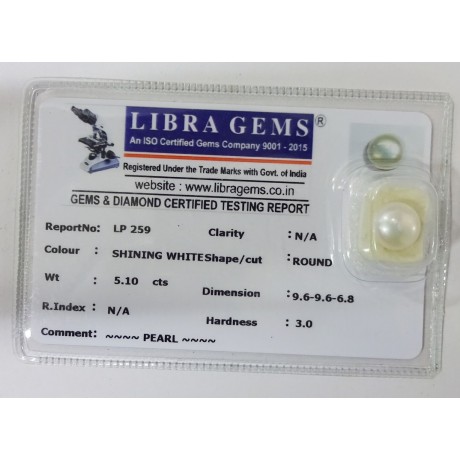 LIBRA GEMS®
An ISO Certified Gems Company 9001 - 2015
Registered Under the Trade Marks with Govt. of India
website : www.libragems.co.in
GEMS & DIAMOND CERTIFIED TESTING REPORT
ReportNo: LP 259 Clarity : N/A
Colour : SHINING WHITE Shape/cut : ROUND
Wt : 5.10 cts Dimension : 9.6-9.6-6.8
R.Index : N/A Hardness : 3.0
Comment: ~~~~ PEARL ~~~~